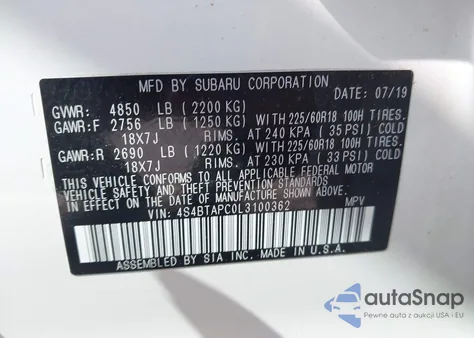 MFD BY SUBARU CORPORATION DATE: 07/19
GVWR: 4850 LB (2200 KG)
GAWR:F 2756 LB (1250 KG) WITH 225/60R18 100H TIRES.
18X7J RIMS. AT 240 KPA (35 PSI) COLD
GAWR:R 2690 LB (1220 KG) WITH 225/60R18 100H TIRES.
18X7J RIMS. AT 230 KPA (33 PSI) COLD
THIS VEHICLE CONFORMS TO ALL APPLICABLE FEDERAL MOTOR
VEHICLE SAFETY STANDARDS IN EFFECT ON THE
DATE OF MANUFACTURE SHOWN ABOVE.
VIN: 4S4BTAPC0L3100362 MPV
ASSEMBLED BY SIA INC. MADE IN U.S.A.
autoSnap
Pewne auta z aukcji USA i EU